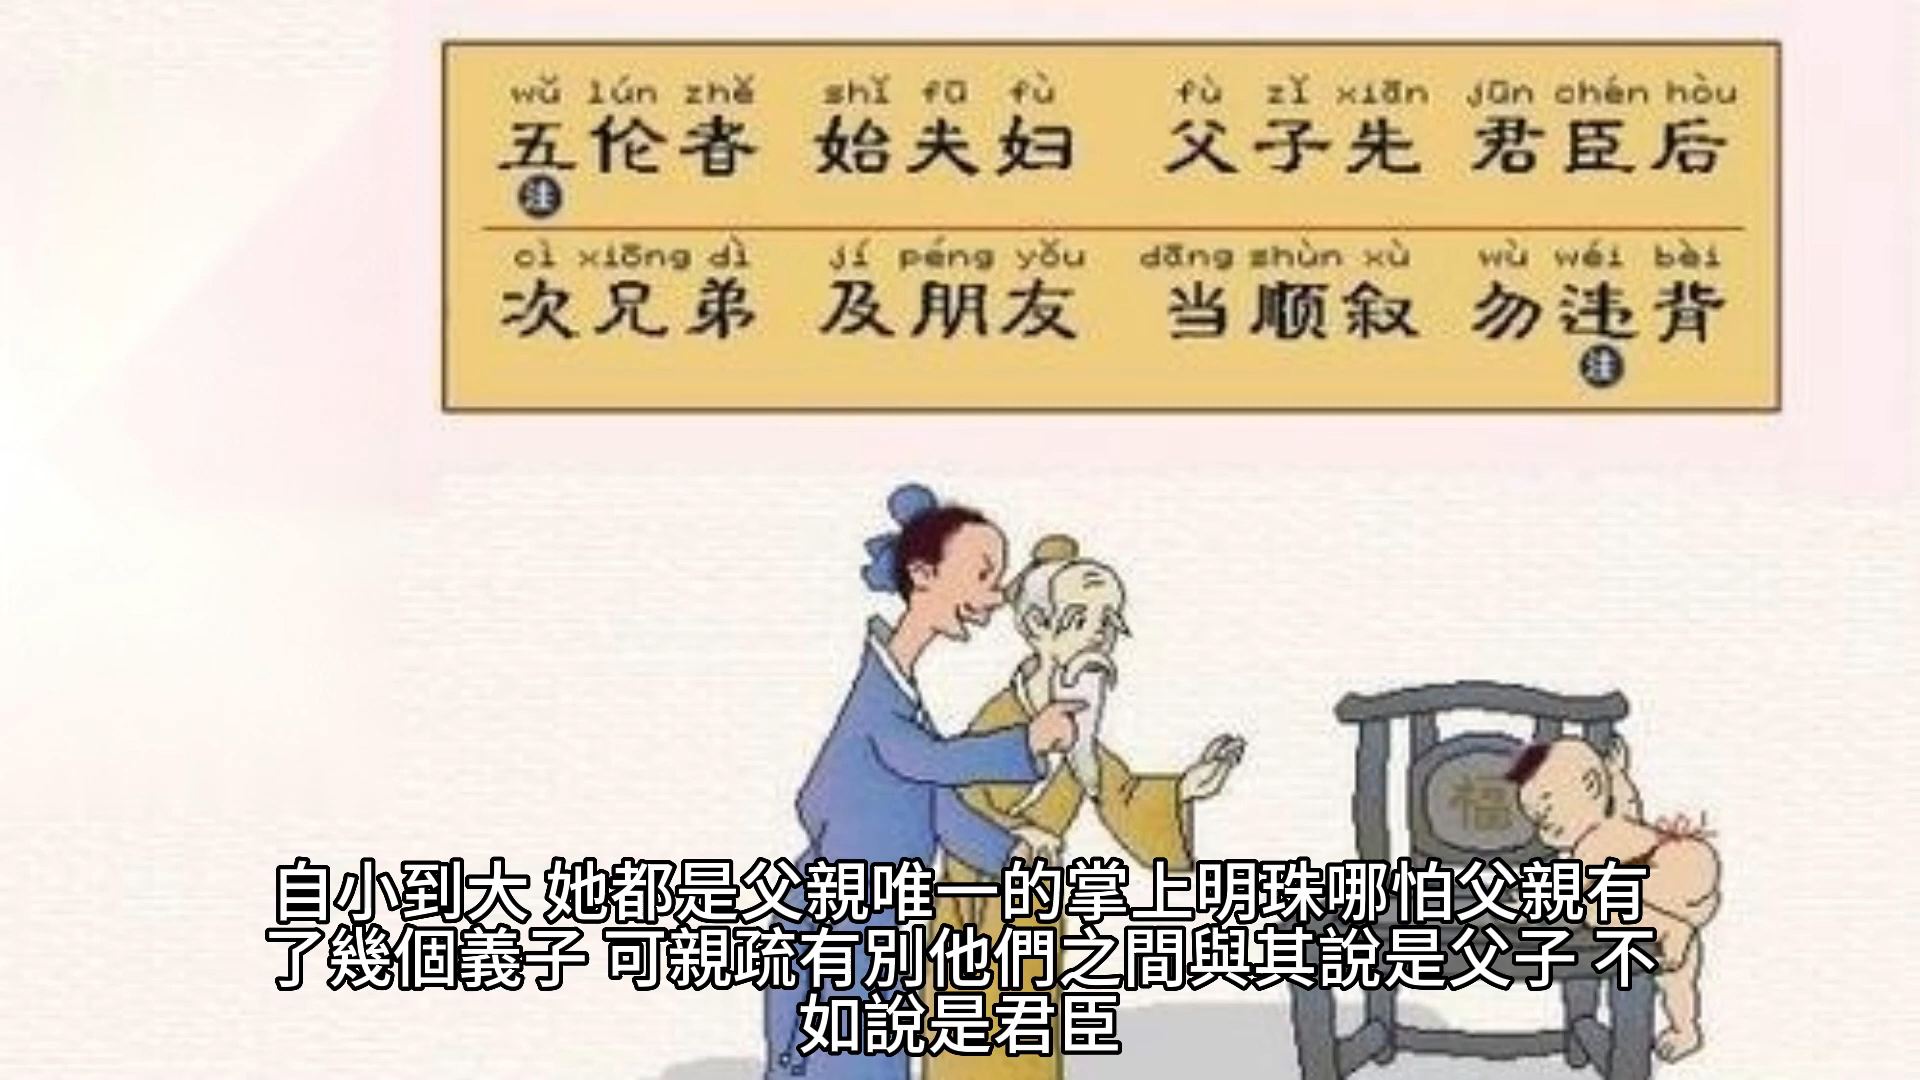 wǔ lún zhě shǐ fū fù fù zǐ xiān jūn chén hòu
五伦者 始夫妇 父子先 君臣后
注
cì xiōng dì jí péng yǒu dāng shùn xù wù wéi bèi
次兄弟 及朋友 当顺叙 勿违背
注
福
自小到大 她都是父親唯一的掌上明珠哪怕父親有
了幾個義子 可親疏有別他們之間與其說是父子 不
如說是君臣